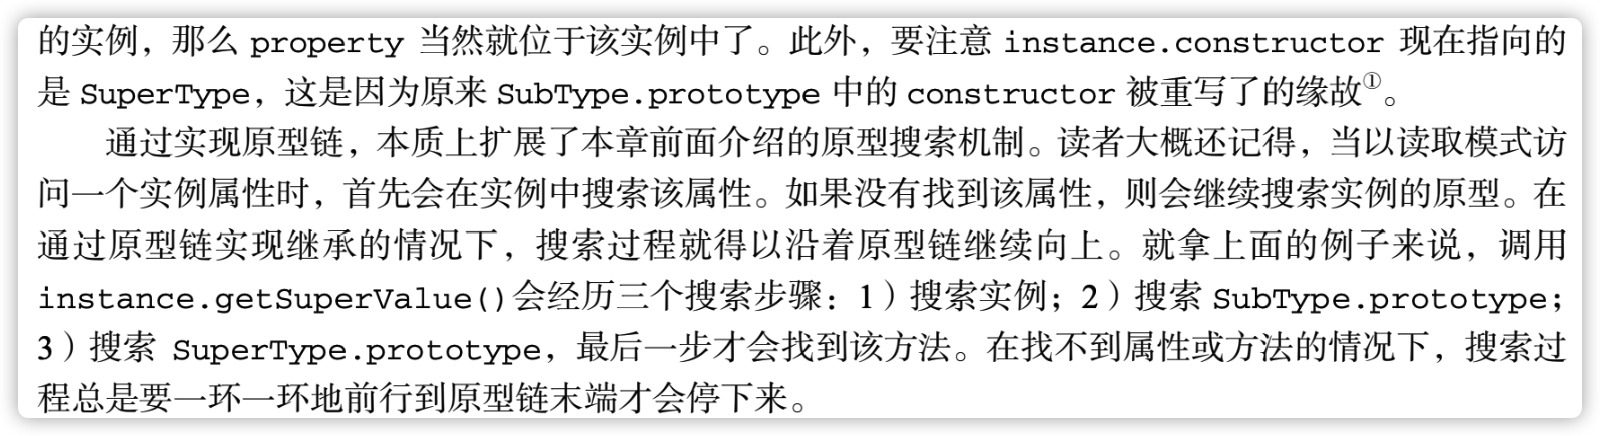 的实例，那么 property 当然就位于该实例中了。此外，要注意 instance.constructor 现在指向的
是 SuperType，这是因为原来 SubType.prototype 中的 constructor 被重写了的缘故①。
通过实现原型链，本质上扩展了本章前面介绍的原型搜索机制。读者大概还记得，当以读取模式访
问一个实例属性时，首先会在实例中搜索该属性。如果没有找到该属性，则会继续搜索实例的原型。在
通过原型链实现继承的情况下，搜索过程就得以沿着原型链继续向上。就拿上面的例子来说，调用
instance.getSuperValue()会经历三个搜索步骤：1）搜索实例；2）搜索 SubType.prototype；
3）搜索 SuperType.prototype，最后一步才会找到该方法。在找不到属性或方法的情况下，搜索过
程总是要一环一环地前行到原型链末端才会停下来。